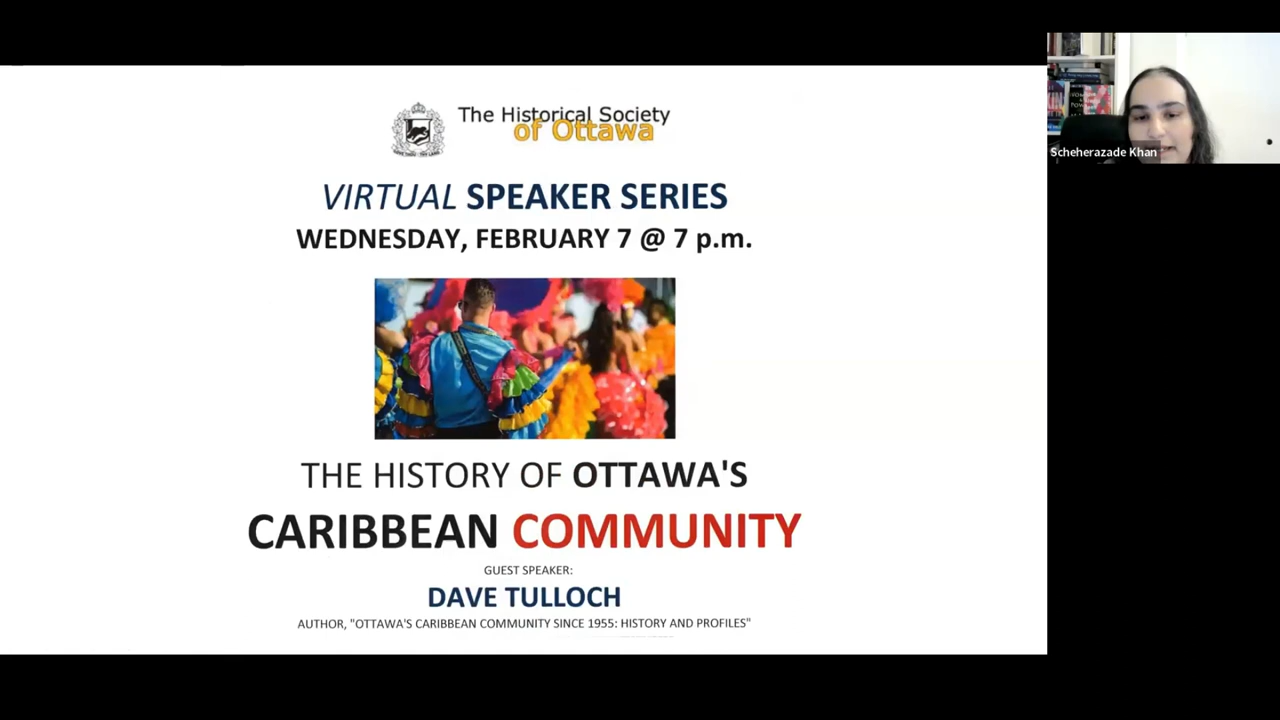 The Historical Society
of Ottawa
VIRTUAL SPEAKER SERIES
WEDNESDAY, FEBRUARY 7 @ 7 p.m.
THE HISTORY OF OTTAWA'S
CARIBBEAN COMMUNITY
GUEST SPEAKER:
DAVE TULLOCH
AUTHOR, "OTTAWA'S CARIBBEAN COMMUNITY SINCE 1955: HISTORY AND PROFILES"
Scheherazade Khan